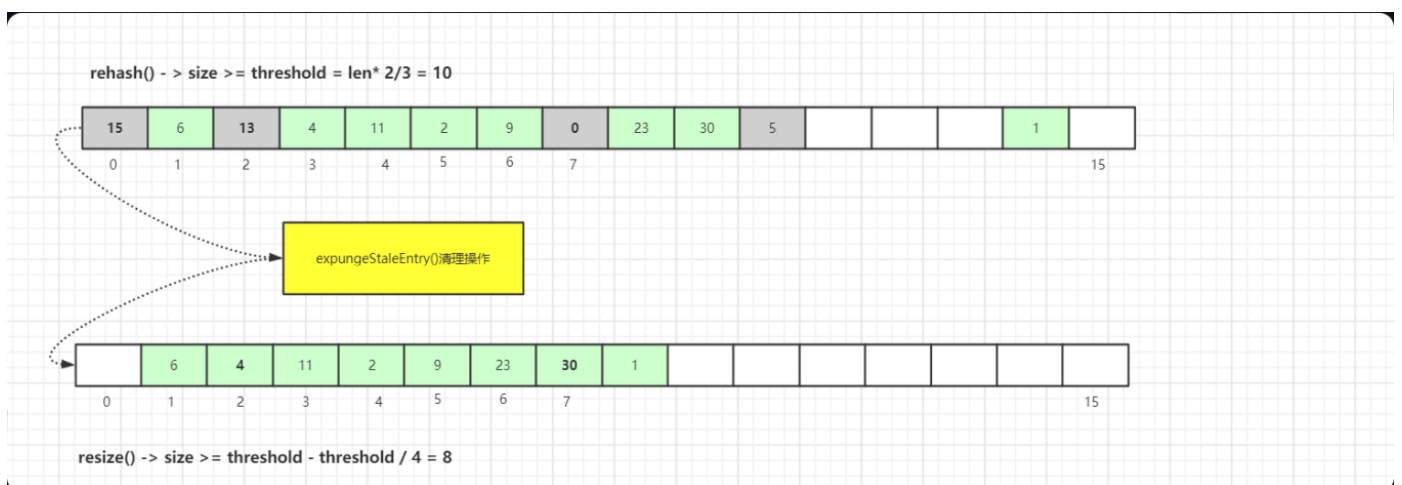 rehash() - > size >= threshold = len* 2/3 = 10
15 6 13 4 11 2 9 0 23 30 5 1
0 1 2 3 4 5 6 7 15
expungeStaleEntry()清理操作
6 4 11 2 9 23 30 1
0 1 2 3 4 5 6 7 15
resize() -> size >= threshold - threshold / 4 = 8